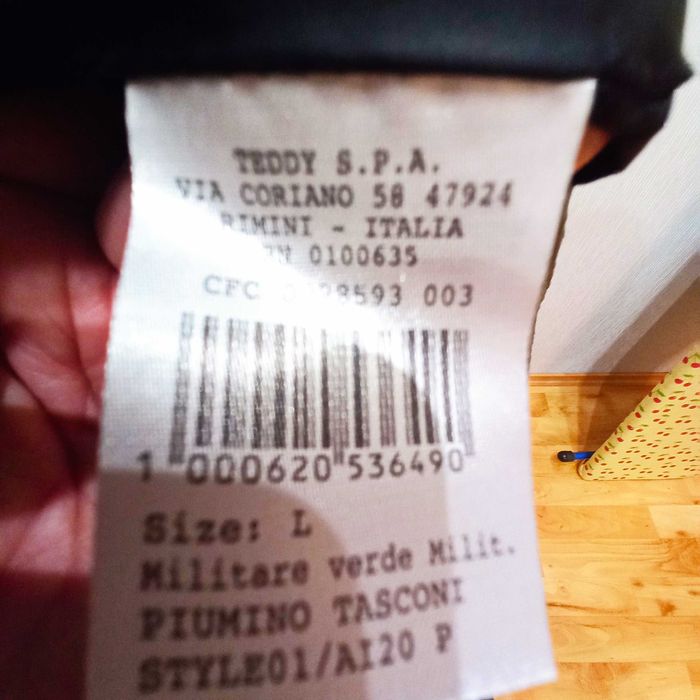 TEDDY S.P.A.
VIA CORIANO 58 47924
RIMINI - ITALIA
0100635
CFC 003
1 000620 536490
Size: L
Militare verde Milit.
PIUMINO TASCONI
STYLE01/AI20 P